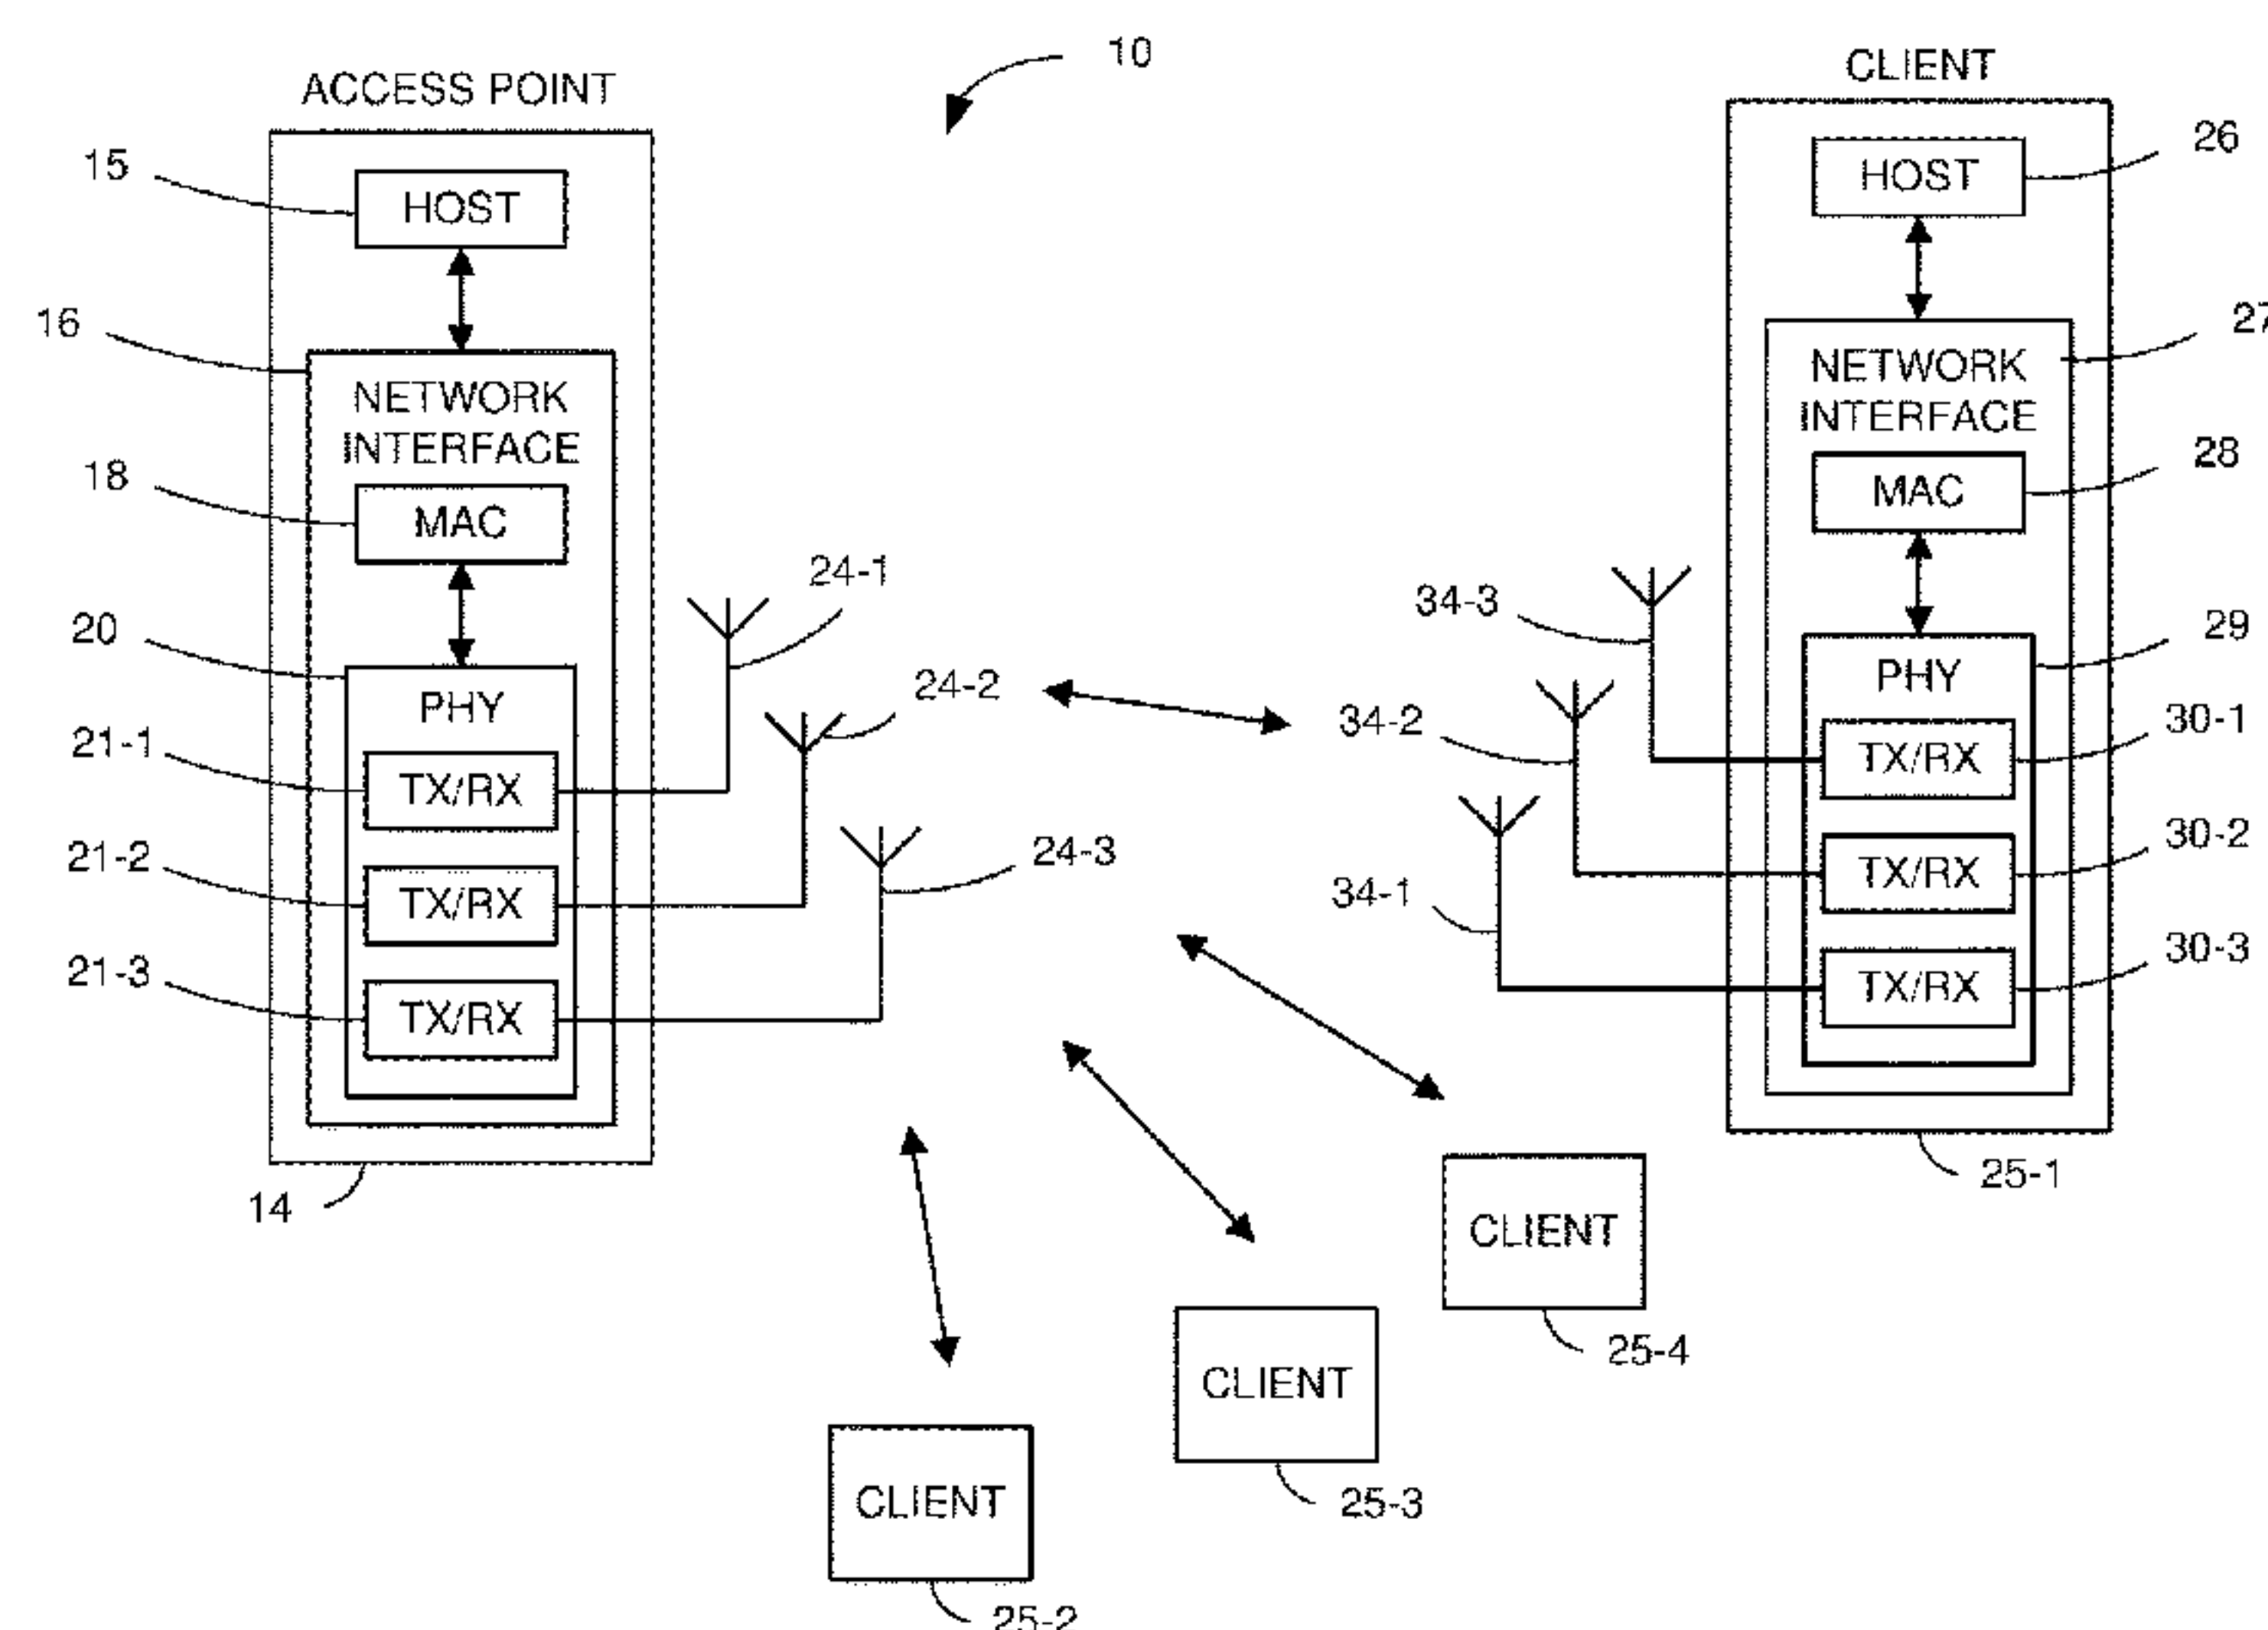 10
ACCESS POINT
15
HOST
16
NETWORK
INTERFACE
18
MAC
20
PHY
21-1
TX/RX
21-2
TX/RX
21-3
TX/RX
14
24-1
24-2
24-3
CLIENT
26
HOST
27
NETWORK
INTERFACE
28
MAC
29
PHY
30-1
TX/RX
30-2
TX/RX
30-3
TX/RX
25-1
34-3
34-2
34-1
CLIENT
25-4
CLIENT
25-3
CLIENT
25-2